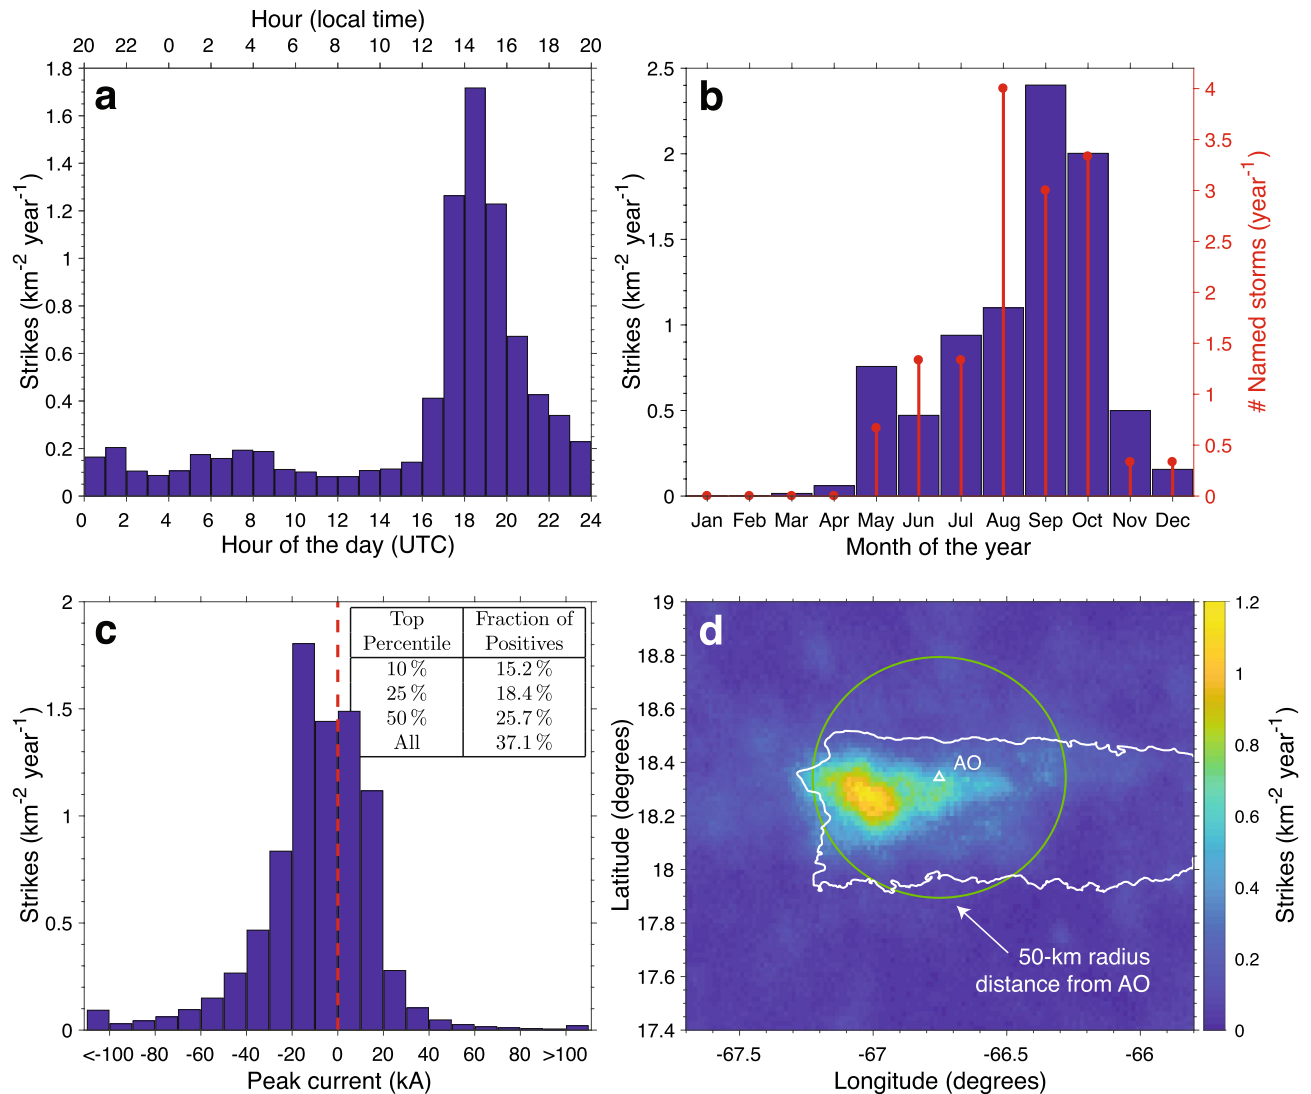 Hour (local time)
20 22 0 2 4 6 8 10 12 14 16 18 20
a
1.8
1.6
1.4
1.2
1
0.8
0.6
0.4
0.2
0
Strikes (km-2 year-1)
0 2 4 6 8 10 12 14 16 18 20 22 24
Hour of the day (UTC)
b
2.5
2
1.5
1
0.5
0
Strikes (km-2 year-1)
4
3.5
3
2.5
2
1.5
1
0.5
0
# Named storms (year-1)
Jan Feb Mar Apr May Jun Jul Aug Sep Oct Nov Dec
Month of the year
c
2
1.5
1
0.5
0
Strikes (km-2 year-1)
Top Fraction of
Percentile Positives
10 % 15.2 %
25 % 18.4 %
50 % 25.7 %
All 37.1 %
<-100 -80 -60 -40 -20 0 20 40 60 80 >100
Peak current (kA)
d
19
18.8
18.6
18.4
18.2
18
17.8
17.6
17.4
Latitude (degrees)
AO
50-km radius
distance from AO
-67.5 -67 -66.5 -66
Longitude (degrees)
1.2
1
0.8
0.6
0.4
0.2
0
Strikes (km-2 year-1)